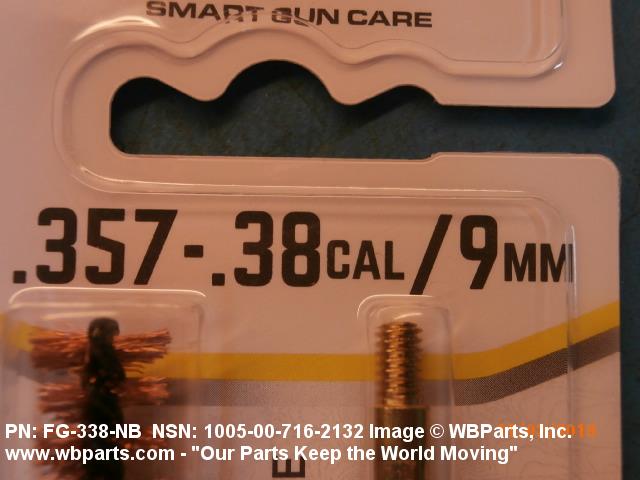 SMART GUN CARE
.357-.38CAL/9MM
E
PN: FG-338-NB  NSN: 1005-00-716-2132 Image © WBParts, Inc.
www.wbparts.com - "Our Parts Keep the World Moving"